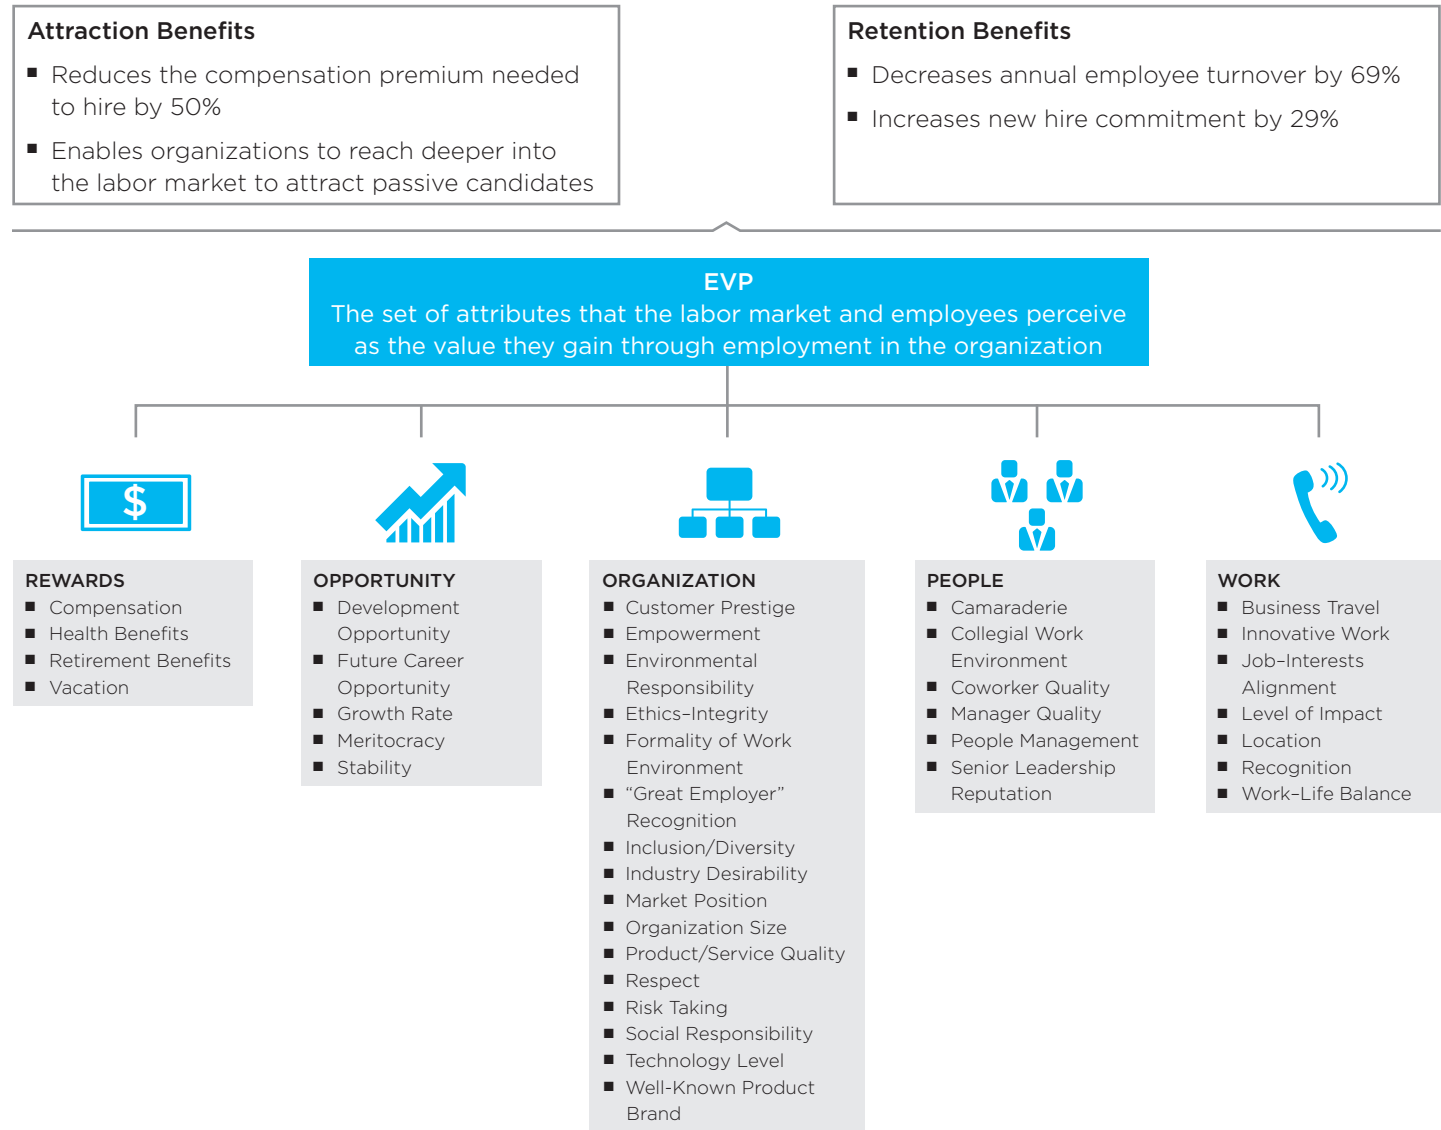 Attraction Benefits
■ Reduces the compensation premium needed
to hire by 50%
■ Enables organizations to reach deeper into
the labor market to attract passive candidates
Retention Benefits
■ Decreases annual employee turnover by 69%
■ Increases new hire commitment by 29%
EVP
The set of attributes that the labor market and employees perceive
as the value they gain through employment in the organization
$
REWARDS
■ Compensation
■ Health Benefits
■ Retirement Benefits
■ Vacation
OPPORTUNITY
■ Development
Opportunity
■ Future Career
Opportunity
■ Growth Rate
■ Meritocracy
■ Stability
ORGANIZATION
■ Customer Prestige
■ Empowerment
■ Environmental
Responsibility
■ Ethics–Integrity
■ Formality of Work
Environment
■ “Great Employer”
Recognition
■ Inclusion/Diversity
■ Industry Desirability
■ Market Position
■ Organization Size
■ Product/Service Quality
■ Respect
■ Risk Taking
■ Social Responsibility
■ Technology Level
■ Well-Known Product
Brand
PEOPLE
■ Camaraderie
■ Collegial Work
Environment
■ Coworker Quality
■ Manager Quality
■ People Management
■ Senior Leadership
Reputation
WORK
■ Business Travel
■ Innovative Work
■ Job–Interests
Alignment
■ Level of Impact
■ Location
■ Recognition
■ Work–Life Balance